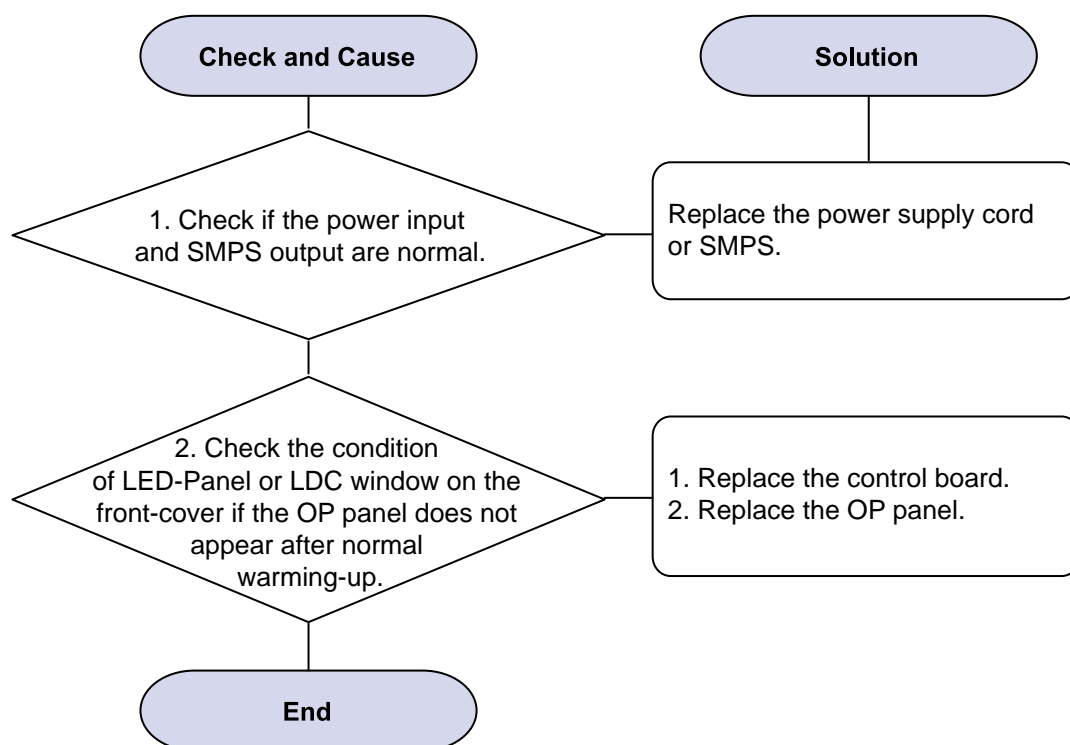 Check and Cause
Solution
1. Check if the power input
and SMPS output are normal.
Replace the power supply cord
or SMPS.
2. Check the condition
of LED-Panel or LDC window on the
front-cover if the OP panel does not
appear after normal
warming-up.
1. Replace the control board.
2. Replace the OP panel.
End